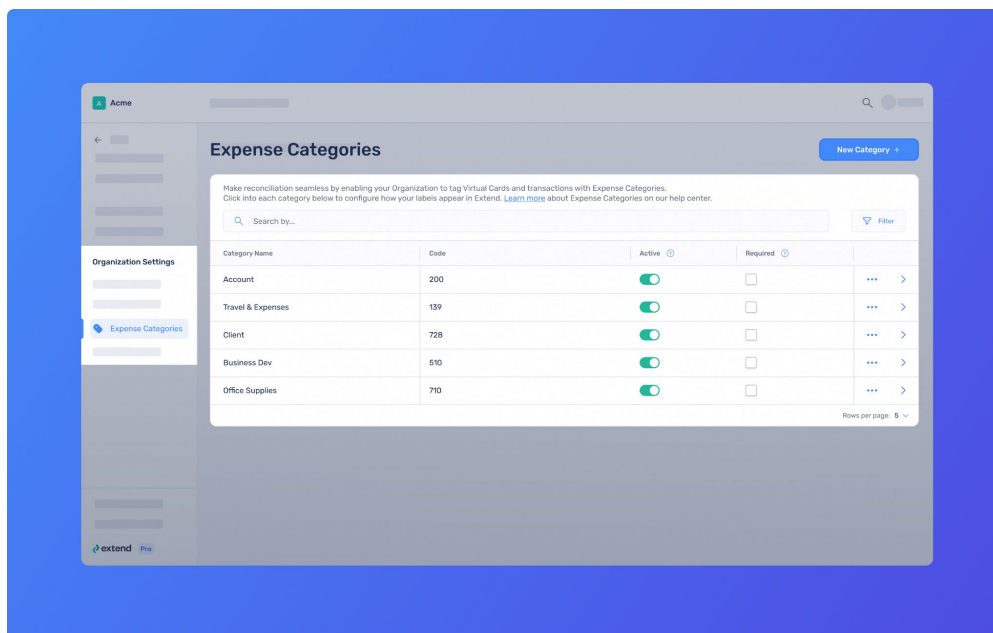 A Acme
Expense Categories
New Category +
Make reconciliation seamless by enabling your Organization to tag Virtual Cards and transactions with Expense Categories.
Click into each category below to configure how your labels appear in Extend. Learn more about Expense Categories on our help center.
Search by...
Filter
Organization Settings
Expense Categories
Category Name Code Active ? Required ?
Account 200
Travel & Expenses 139
Client 728
Business Dev 510
Office Supplies 710
Rows per page: 5
extend Pro